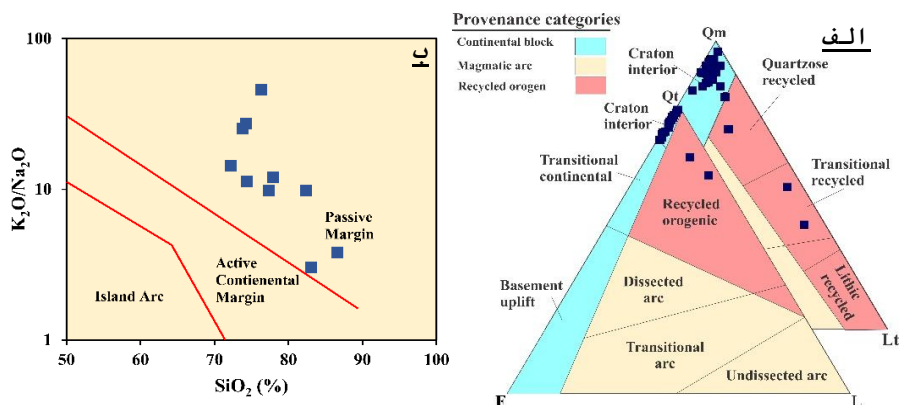 ب
100
10
1
K₂O/Na₂O
50
60
70
80
90
100
SiO₂ (%)
Passive
Margin
Active
Contienental
Margin
Island Arc
الف
Provenance categories
Continental block
Magmatic arc
Recycled orogen
Qm
Craton
interior
Quartzose
recycled
Qt
Craton
interior
Transitional
continental
Transitional
recycled
Recycled
orogenic
Lithic
recycled
Basement
uplift
Dissected
arc
Transitional
arc
Undissected arc
Lt
F
L